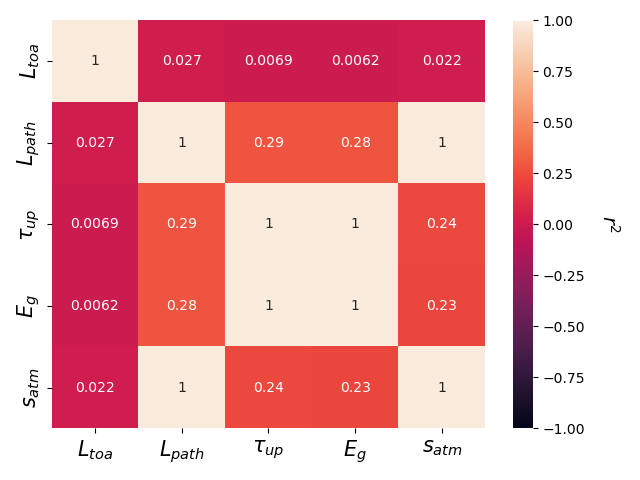 L_toa 1 0.027 0.0069 0.0062 0.022
L_path 0.027 1 0.29 0.28 1
τ_up 0.0069 0.29 1 1 0.24
E_g 0.0062 0.28 1 1 0.23
s_atm 0.022 1 0.24 0.23 1
L_toa L_path τ_up E_g s_atm
1.00
0.75
0.50
0.25
0.00
−0.25
−0.50
−0.75
−1.00
r²